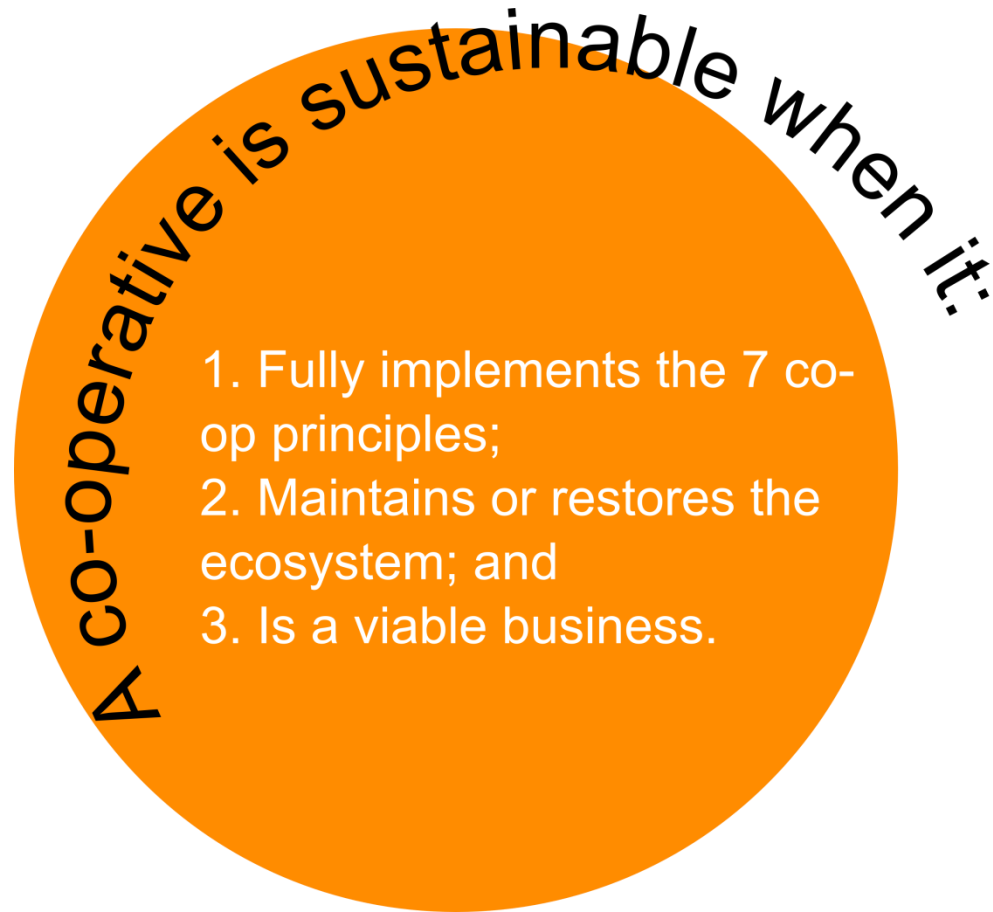 A co-operative is sustainable when it:
1. Fully implements the 7 co-
op principles;
2. Maintains or restores the
ecosystem; and
3. Is a viable business.